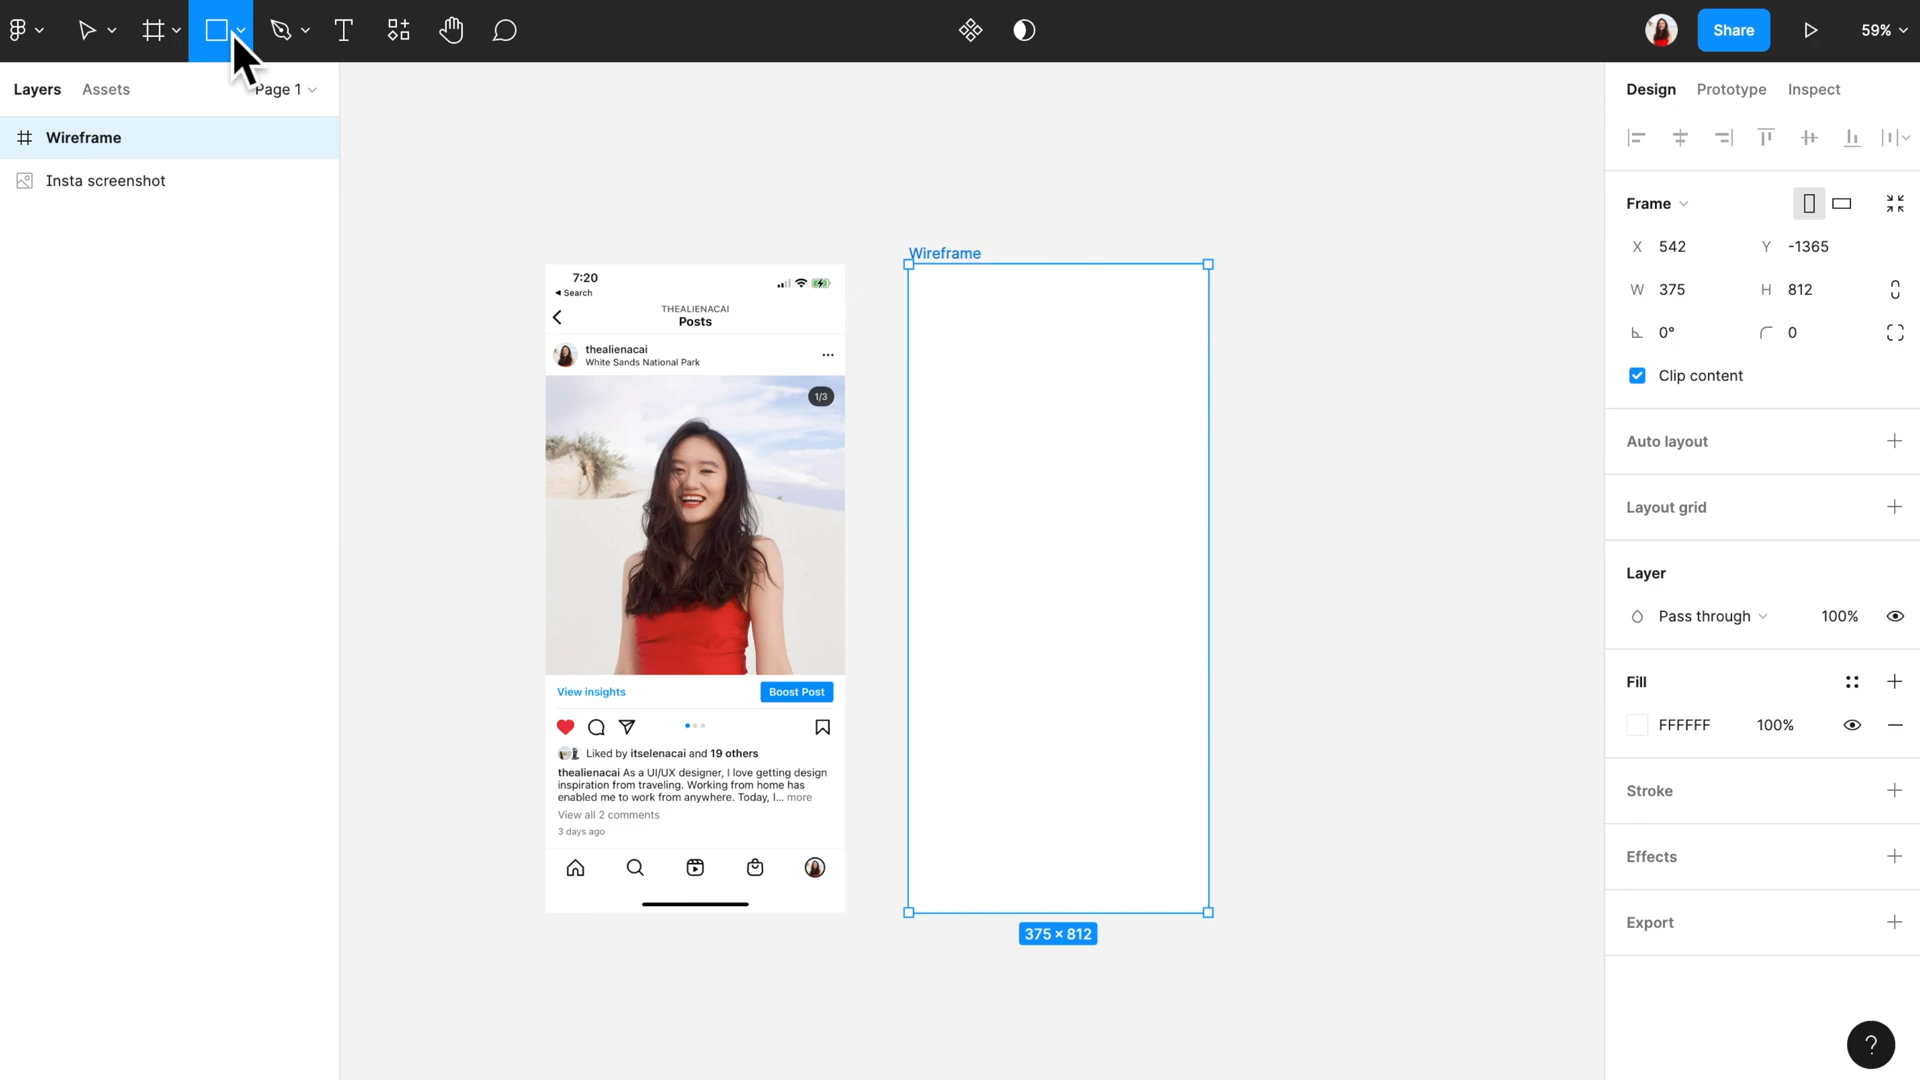 Share
59%
Layers
Assets
Page 1
Wireframe
Insta screenshot
Wireframe
375 × 812
7:20
◂ Search
THEALIENACAI
Posts
thealienacai
White Sands National Park
1/3
View insights
Boost Post
Liked by itselenacai and 19 others
thealienacai As a UI/UX designer, I love getting design
inspiration from traveling. Working from home has
enabled me to work from anywhere. Today, I... more
View all 2 comments
3 days ago
Design
Prototype
Inspect
Frame
X 542
Y -1365
W 375
H 812
0°
0
Clip content
Auto layout
Layout grid
Layer
Pass through
100%
Fill
FFFFFF
100%
Stroke
Effects
Export
?